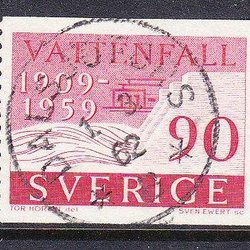 VATTENFALL
1909-
1959
90
SVERIGE
TOR HÖRLIN del.
SVEN EWERT sc.